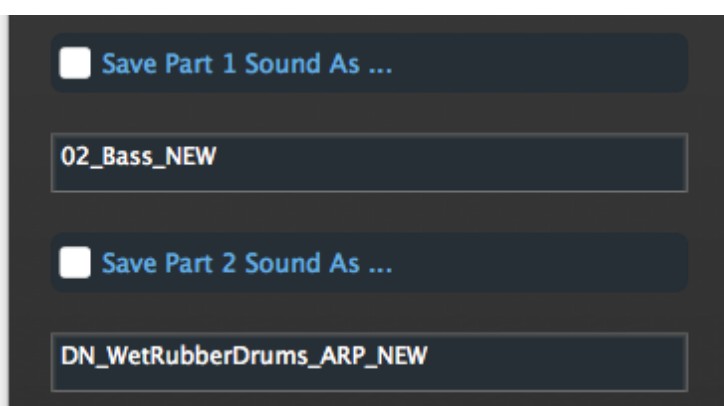 Save Part 1 Sound As ...
02_Bass_NEW
Save Part 2 Sound As ...
DN_WetRubberDrums_ARP_NEW